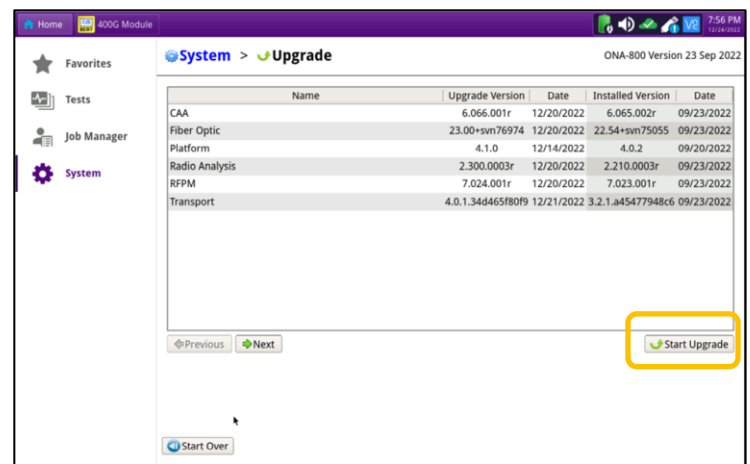 Home 400G Module 7:56 PM
12/24/2022
System > Upgrade ONA-800 Version 23 Sep 2022
Favorites
Tests
Job Manager
System
Name Upgrade Version Date Installed Version Date
CAA 6.066.001r 12/20/2022 6.065.002r 09/23/2022
Fiber Optic 23.00+svn76974 12/20/2022 22.54+svn75055 09/23/2022
Platform 4.1.0 12/14/2022 4.0.2 09/20/2022
Radio Analysis 2.300.0003r 12/20/2022 2.210.0003r 09/23/2022
RFPM 7.024.001r 12/20/2022 7.023.001r 09/23/2022
Transport 4.0.1.34d465f80f9 12/21/2022 3.2.1.a45477948c6 09/23/2022
Previous Next Start Upgrade
Start Over